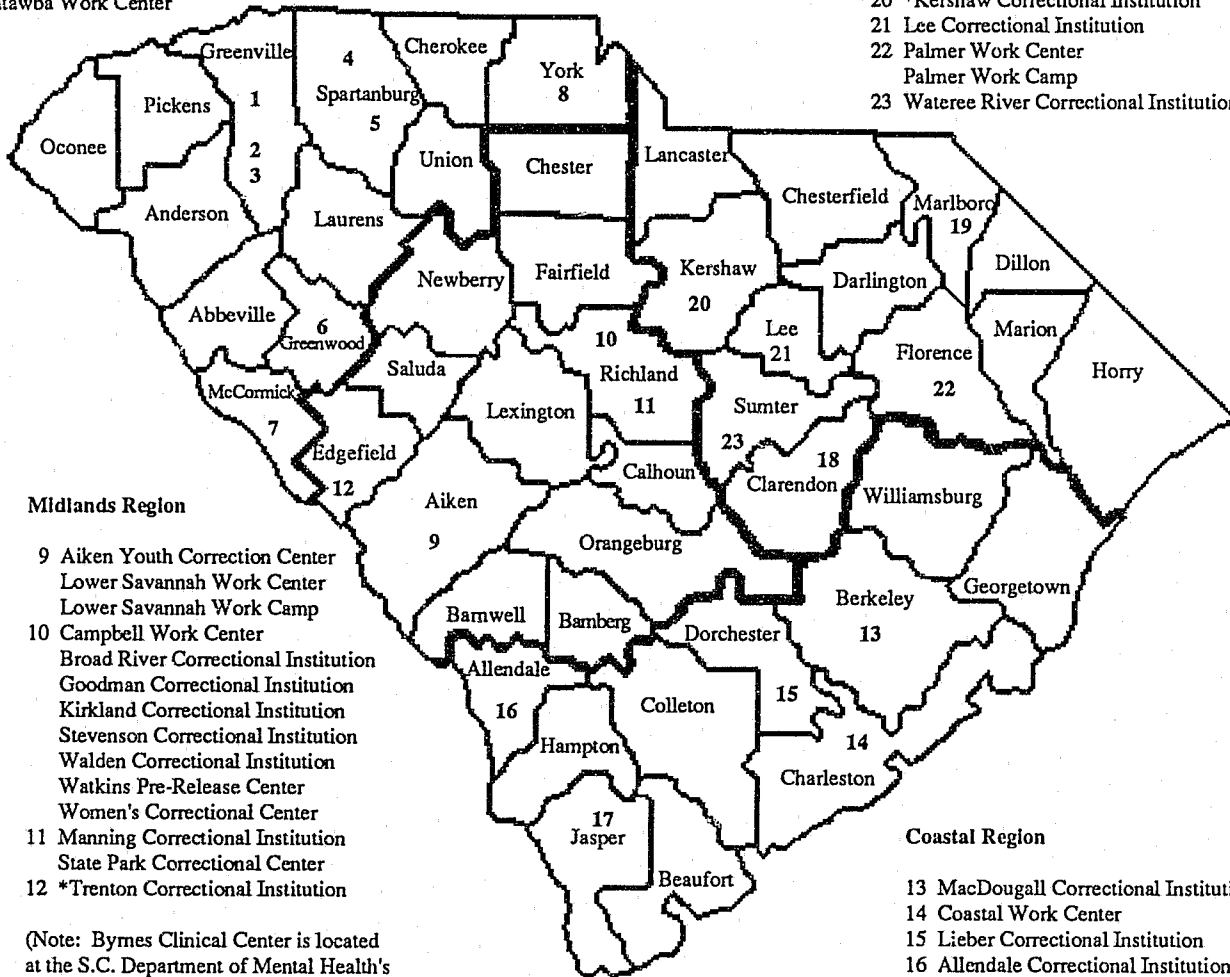 Work Center
20 *Kershaw Correctional Institution
21 Lee Correctional Institution
22 Palmer Work Center
Palmer Work Camp
23 Wateree River Correctional Institution
Greenville
1
2
3
4
Spartanburg
5
Cherokee
York
8
Pickens
Oconee
Union
Chester
Lancaster
Chesterfield
Marlboro
19
Anderson
Laurens
Dillon
Newberry
Fairfield
Kershaw
20
Darlington
Abbeville
6
Greenwood
10
Lee
21
Marion
Saluda
Richland
11
Florence
22
Horry
McCormick
7
Lexington
Sumter
23
Edgefield
12
Calhoun
18
Clarendon
Williamsburg
Aiken
9
Orangeburg
Georgetown
Midlands Region
9 Aiken Youth Correction Center
Lower Savannah Work Center
Lower Savannah Work Camp
10 Campbell Work Center
Broad River Correctional Institution
Goodman Correctional Institution
Kirkland Correctional Institution
Stevenson Correctional Institution
Walden Correctional Institution
Watkins Pre-Release Center
Women's Correctional Center
11 Manning Correctional Institution
State Park Correctional Center
12 *Trenton Correctional Institution
(Note: Byrnes Clinical Center is located
at the S.C. Department of Mental Health's
Barnwell
Bamberg
Dorchester
Berkeley
13
Allendale
16
15
Colleton
Hampton
14
Charleston
17
Jasper
Beaufort
Coastal Region
13 MacDougall Correctional
14 Coastal Work Center
15 Lieber Correctional Institution
16 Allendale Correctional Institution